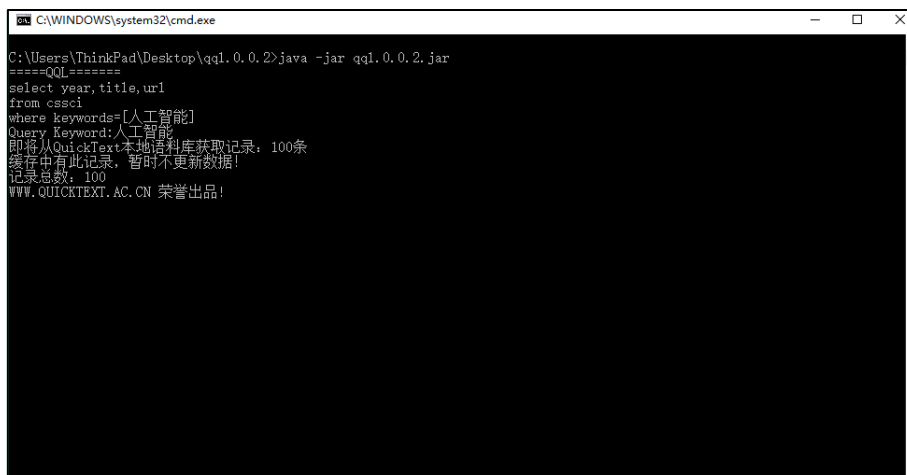 C:\WINDOWS\system32\cmd.exe
C:\Users\ThinkPad\Desktop\qq1.0.0.2>java -jar qq1.0.0.2.jar
=====QQL=======
select year,title,url
from cssci
where keywords=[人工智能]
Query Keyword:人工智能
即将从QuickText本地语料库获取记录：100条
缓存中有此记录，暂时不更新数据！
记录总数：100
WWW.QUICKTEXT.AC.CN 荣誉出品！